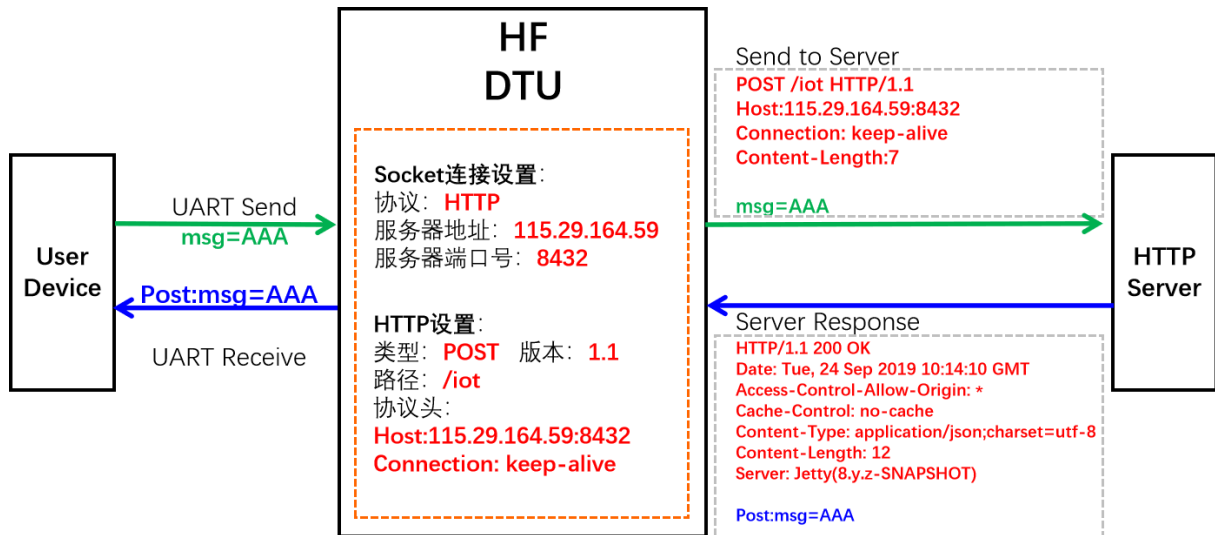 HF
DTU
Socket连接设置：
协议：HTTP
服务器地址：115.29.164.59
服务器端口号：8432
HTTP设置：
类型：POST 版本：1.1
路径：/iot
协议头：
Host:115.29.164.59:8432
Connection: keep-alive
User
Device
UART Send
msg=AAA
Post:msg=AAA
UART Receive
Send to Server
POST /iot HTTP/1.1
Host:115.29.164.59:8432
Connection: keep-alive
Content-Length:7
msg=AAA
Server Response
HTTP/1.1 200 OK
Date: Tue, 24 Sep 2019 10:14:10 GMT
Access-Control-Allow-Origin: *
Cache-Control: no-cache
Content-Type: application/json;charset=utf-8
Content-Length: 12
Server: Jetty(8.y.z-SNAPSHOT)
Post:msg=AAA
HTTP
Server